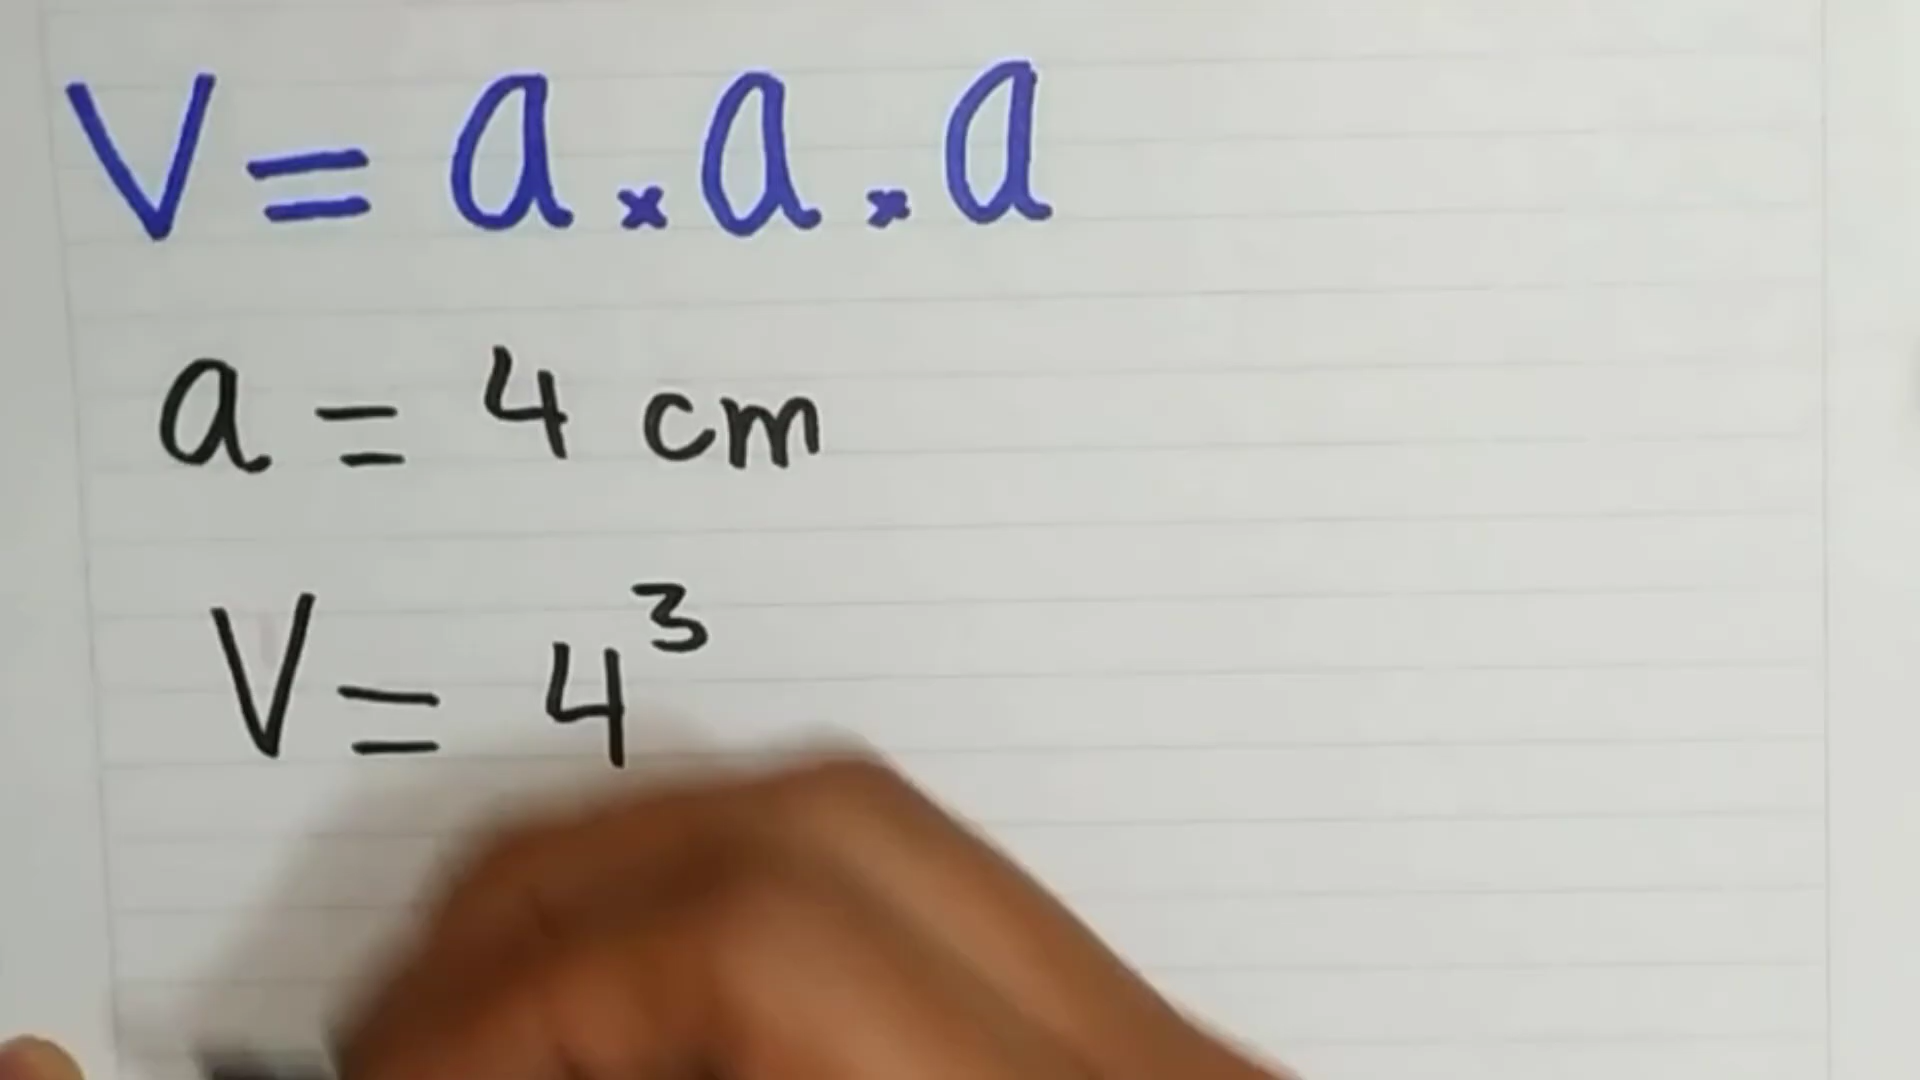 V = a × a × a
a = 4 cm
V = 4³